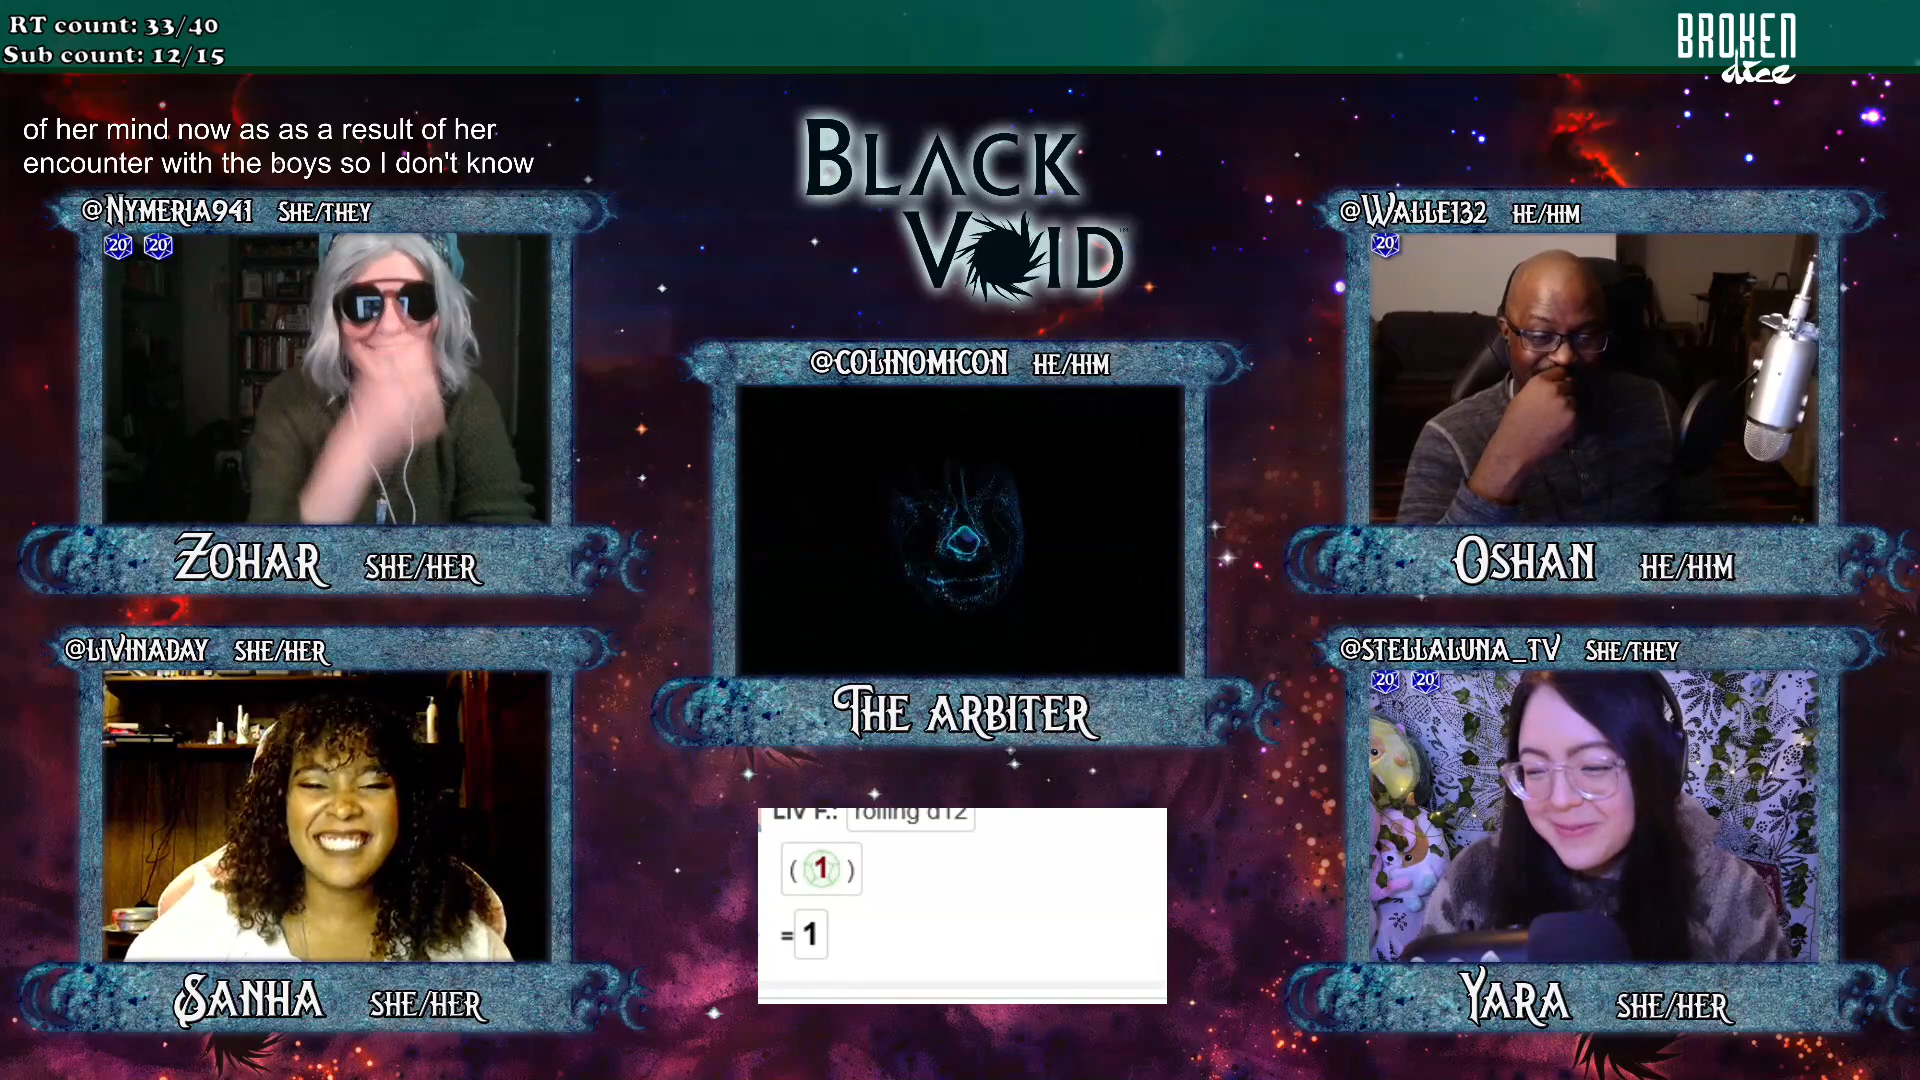 RT count: 33/40
Sub count: 12/15
BROKEN
dice
of her mind now as as a result of her
encounter with the boys so I don't know
BLACK
VOID
@NYMERIA941 SHE/THEY
20 20
@WALLE132 HE/HIM
20
@COLINOMICON HE/HIM
ZOHAR SHE/HER
OSHAN HE/HIM
@LIVINADAY SHE/HER
@STELLALUNA_TV SHE/THEY
20 20
THE ARBITER
LIV F.: rolling d12
( 1 )
= 1
SANHA SHE/HER
YARA SHE/HER